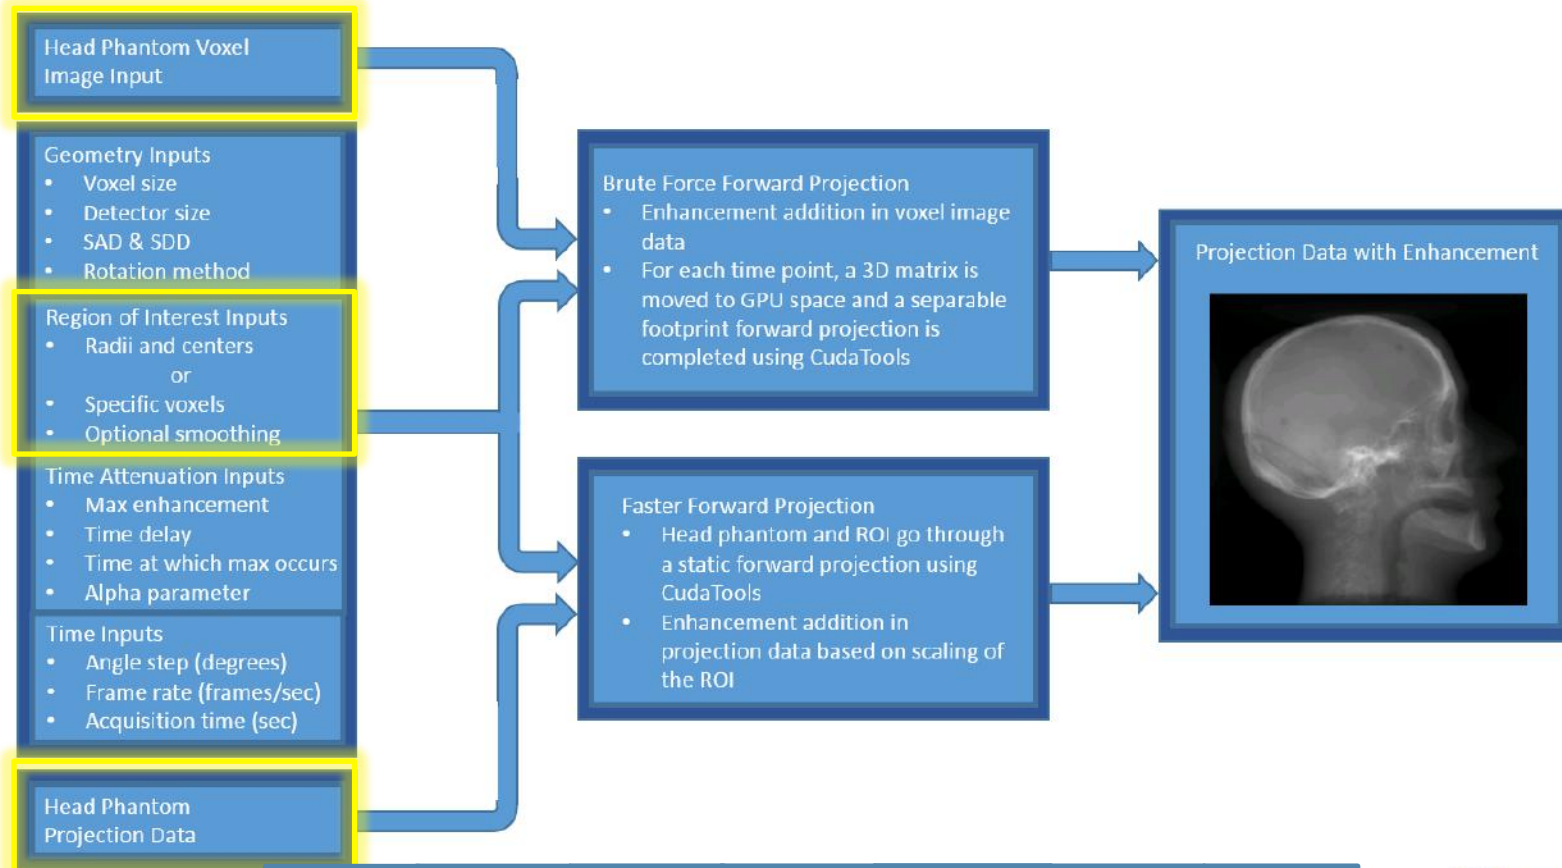 Head Phantom Voxel
Image Input
Geometry Inputs
• Voxel size
• Detector size
• SAD & SDD
• Rotation method
Region of Interest Inputs
• Radii and centers
or
• Specific voxels
• Optional smoothing
Time Attenuation Inputs
• Max enhancement
• Time delay
• Time at which max occurs
• Alpha parameter
Time Inputs
• Angle step (degrees)
• Frame rate (frames/sec)
• Acquisition time (sec)
Head Phantom
Projection Data
Brute Force Forward Projection
• Enhancement addition in voxel image
data
• For each time point, a 3D matrix is
moved to GPU space and a separable
footprint forward projection is
completed using CudaTools
Faster Forward Projection
• Head phantom and ROI go through
a static forward projection using
CudaTools
• Enhancement addition in
projection data based on scaling of
the ROI
Projection Data with Enhancement